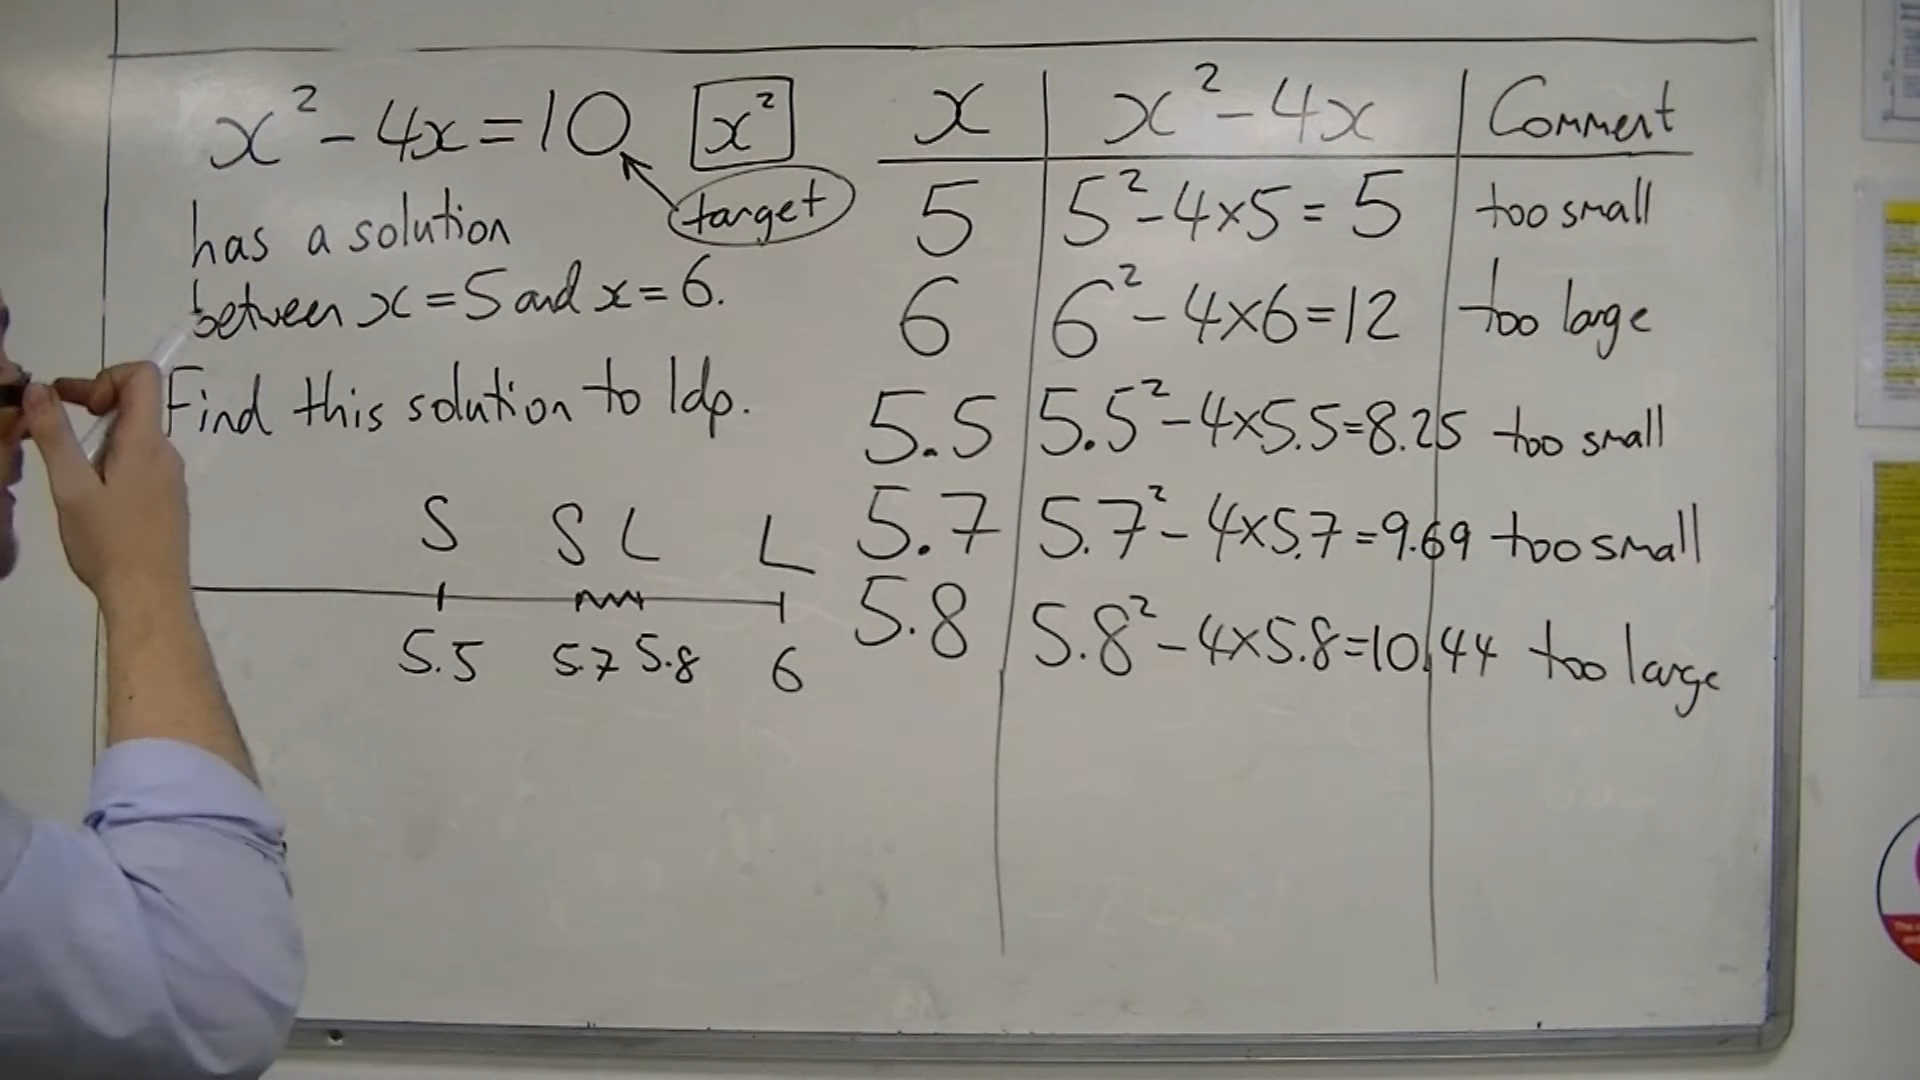 x² - 4x = 10 x²
target
has a solution
between x = 5 and x = 6.
Find this solution to 1dp.
S S L L
5.5 5.7 5.8 6
x x² - 4x Comment
5 5² - 4×5 = 5 too small
6 6² - 4×6 = 12 too large
5.5 5.5² - 4×5.5 = 8.25 too small
5.7 5.7² - 4×5.7 = 9.69 too small
5.8 5.8² - 4×5.8 = 10.44 too large